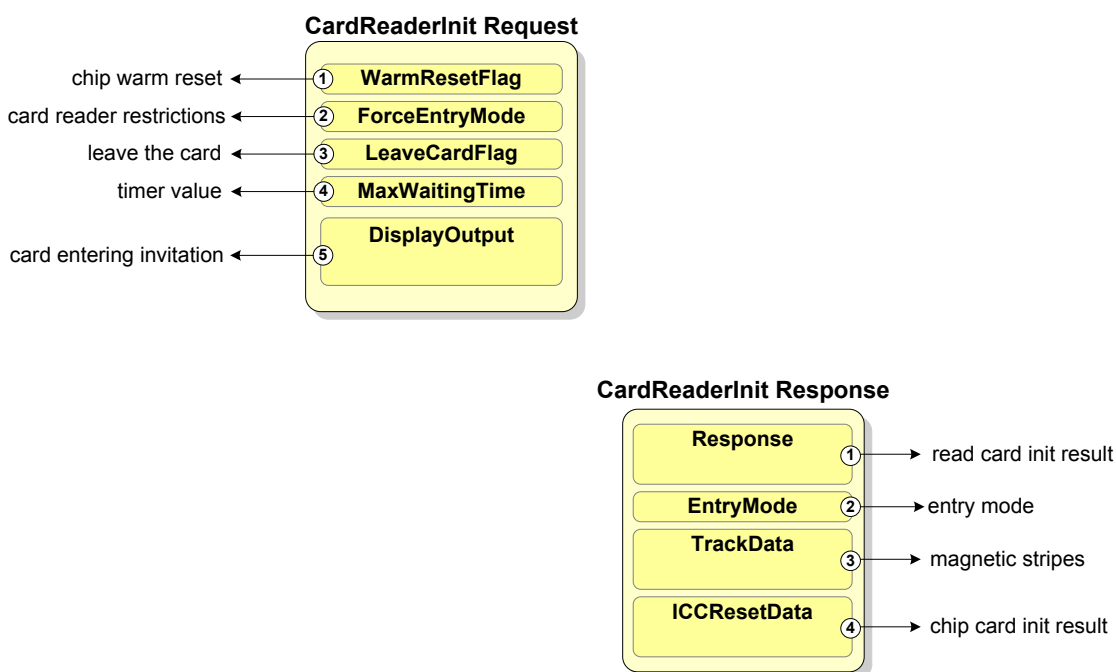 CardReaderInit Request
chip warm reset 1 WarmResetFlag
card reader restrictions 2 ForceEntryMode
leave the card 3 LeaveCardFlag
timer value 4 MaxWaitingTime
DisplayOutput
card entering invitation 5
CardReaderInit Response
Response
1 read card init result
EntryMode 2 entry mode
TrackData
3 magnetic stripes
ICCResetData
4 chip card init result